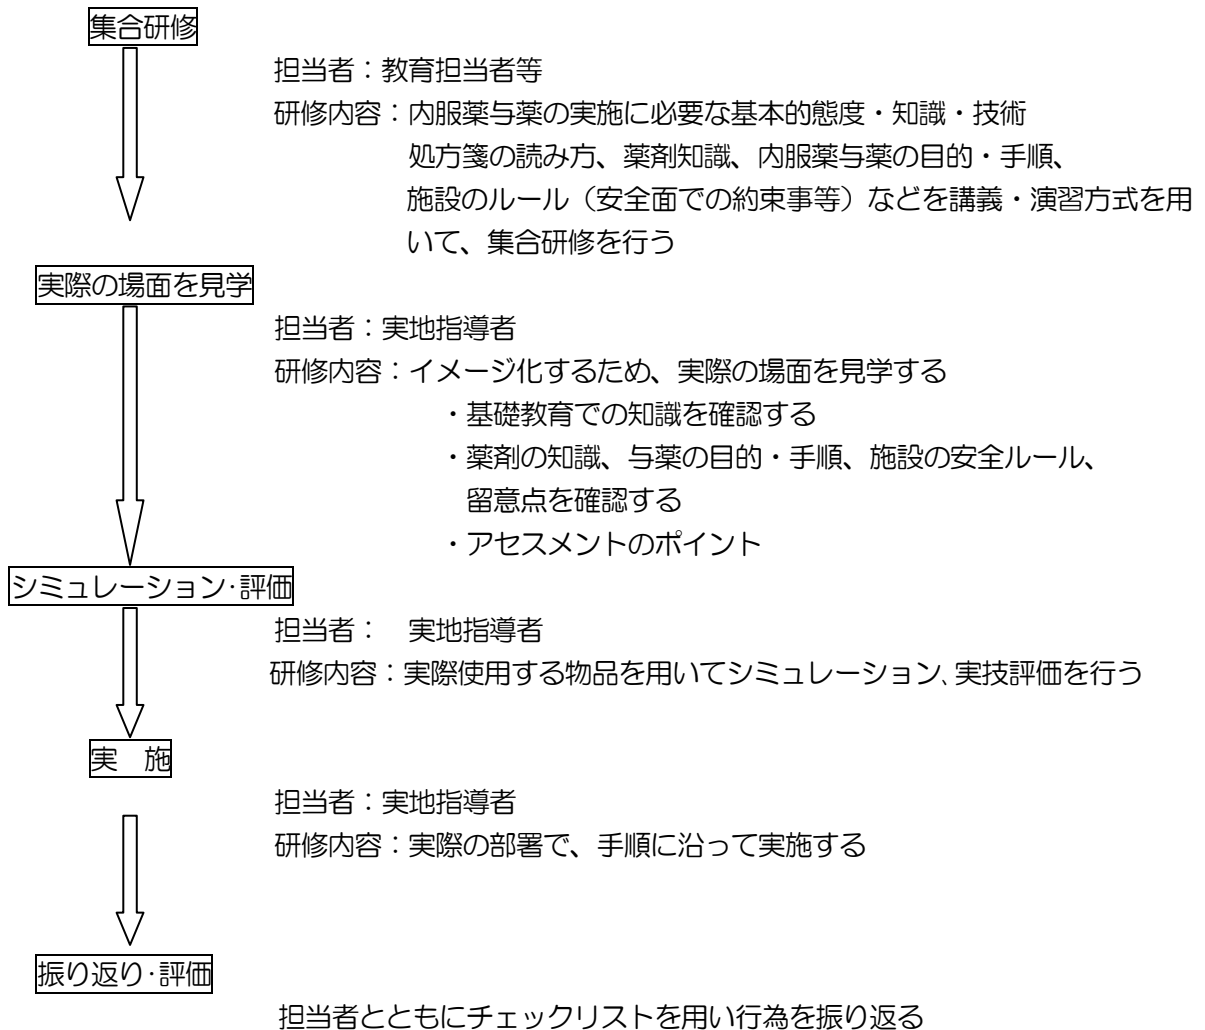 集合研修
担当者：教育担当者等
研修内容：内服薬与薬の実施に必要な基本的態度・知識・技術
処方箋の読み方、薬剤知識、内服薬与薬の目的・手順、
施設のルール（安全面での約束事等）などを講義・演習方式を用
いて、集合研修を行う
実際の場面を見学
担当者：実地指導者
研修内容：イメージ化するため、実際の場面を見学する
・基礎教育での知識を確認する
・薬剤の知識、与薬の目的・手順、施設の安全ルール、
留意点を確認する
・アセスメントのポイント
シミュレーション・評価
担当者：　実地指導者
研修内容：実際使用する物品を用いてシミュレーション、実技評価を行う
実　施
担当者：実地指導者
研修内容：実際の部署で、手順に沿って実施する
振り返り・評価
担当者とともにチェックリストを用い行為を振り返る